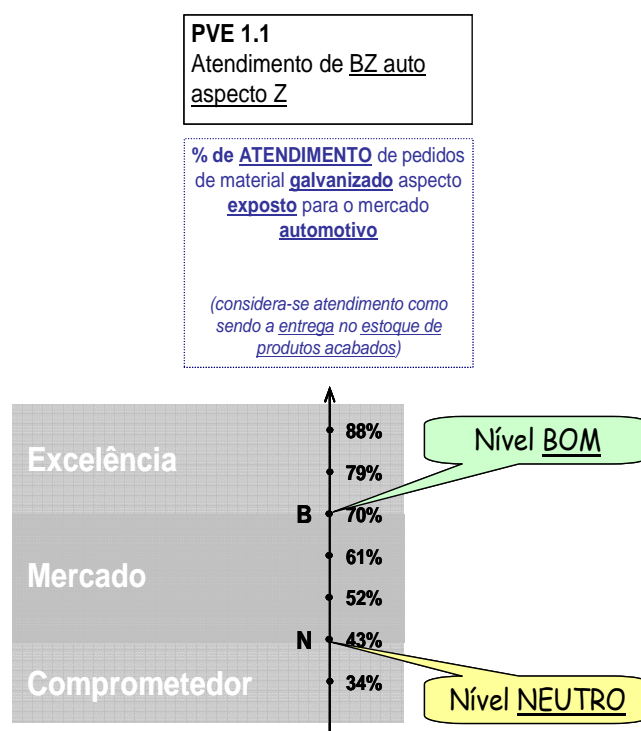 PVE 1.1
Atendimento de BZ auto
aspecto Z
% de ATENDIMENTO de pedidos
de material galvanizado aspecto
exposto para o mercado
automotivo
(considera-se atendimento como
sendo a entrega no estoque de
produtos acabados)
88%
Nível BOM
Excelência
79%
B 70%
61%
Mercado
52%
N 43%
Comprometedor
34%
Nível NEUTRO